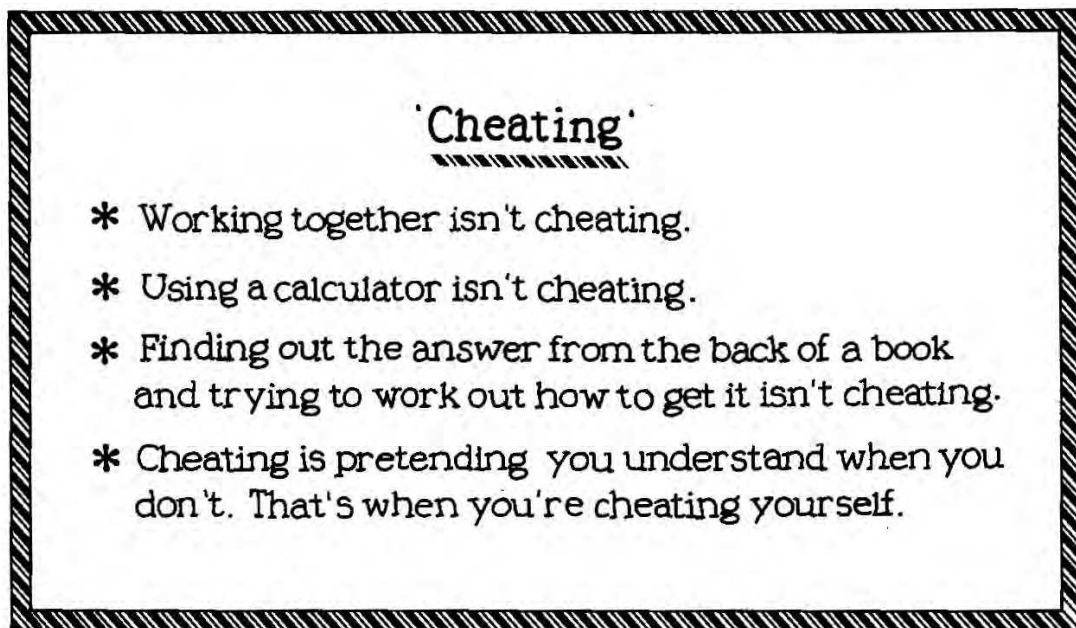 'Cheating'
* Working together isn't cheating.
* Using a calculator isn't cheating.
* Finding out the answer from the back of a book
and trying to work out how to get it isn't cheating.
* Cheating is pretending you understand when you
don't. That's when you're cheating yourself.